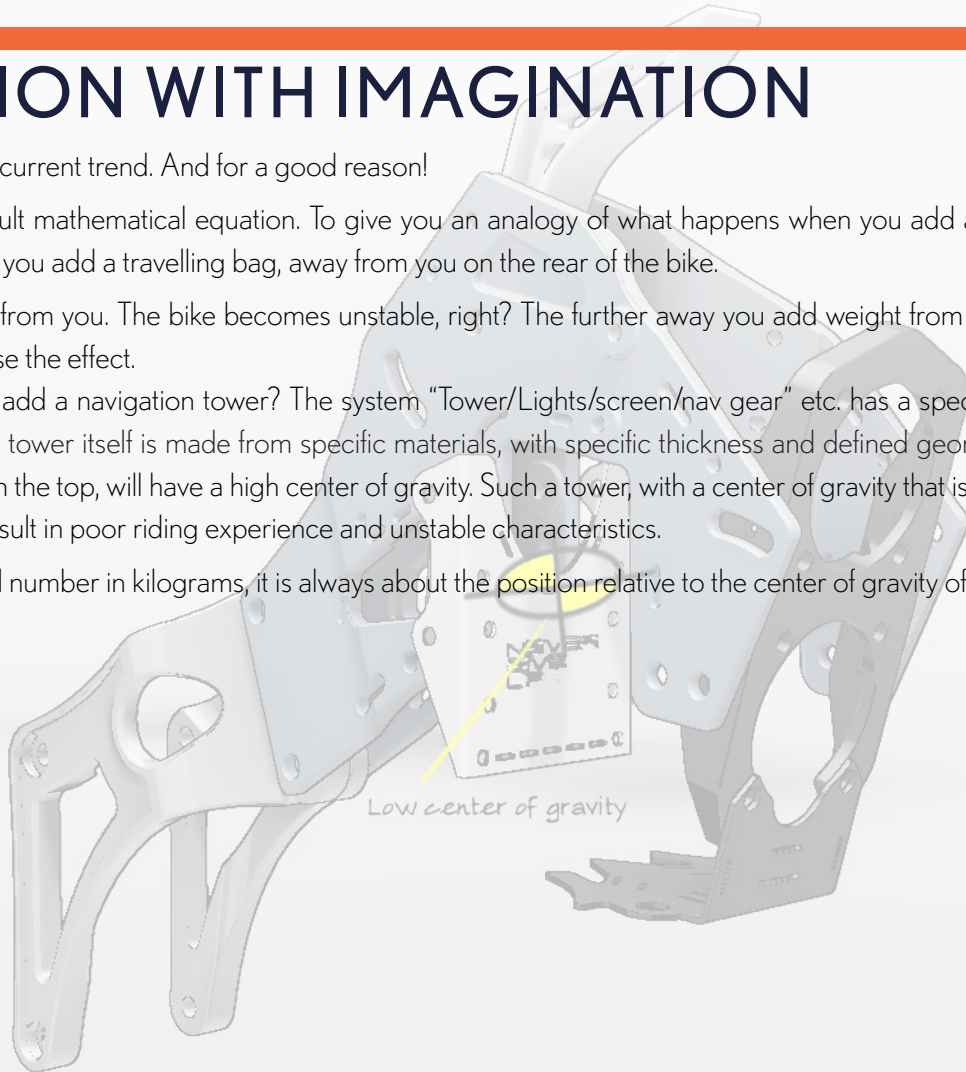 ION WITH IMAGINATION
current trend. And for a good reason!
ult mathematical equation. To give you an analogy of what happens when you add a
you add a travelling bag, away from you on the rear of the bike.
from you. The bike becomes unstable, right? The further away you add weight from
se the effect.
add a navigation tower? The system “Tower/Lights/screen/nav gear” etc. has a spec
tower itself is made from specific materials, with specific thickness and defined geor
n the top, will have a high center of gravity. Such a tower, with a center of gravity that is
sult in poor riding experience and unstable characteristics.
l number in kilograms, it is always about the position relative to the center of gravity of
NEVER
Low center of gravity